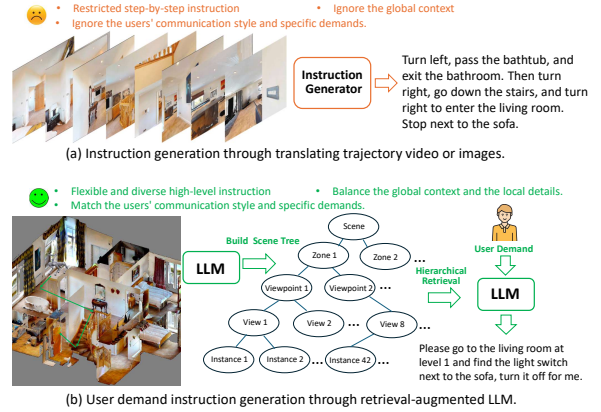 • Restricted step-by-step instruction • Ignore the global context
• Ignore the users' communication style and specific demands.
Instruction
Generator
Turn left, pass the bathtub, and
exit the bathroom. Then turn
right, go down the stairs, and turn
right to enter the living room.
Stop next to the sofa.
(a) Instruction generation through translating trajectory video or images.
• Flexible and diverse high-level instruction • Balance the global context and the local details.
• Match the users' communication style and specific demands.
LLM
Build Scene Tree
Scene
Zone 1
Zone 2
...
Viewpoint 1
Viewpoint 2
...
View 1
View 2
...
View 8
...
Instance 1
Instance 2
...
Instance 42
...
User Demand
Hierarchical
Retrieval
LLM
Please go to the living room at
level 1 and find the light switch
next to the sofa, turn it off for me.
(b) User demand instruction generation through retrieval-augmented LLM.